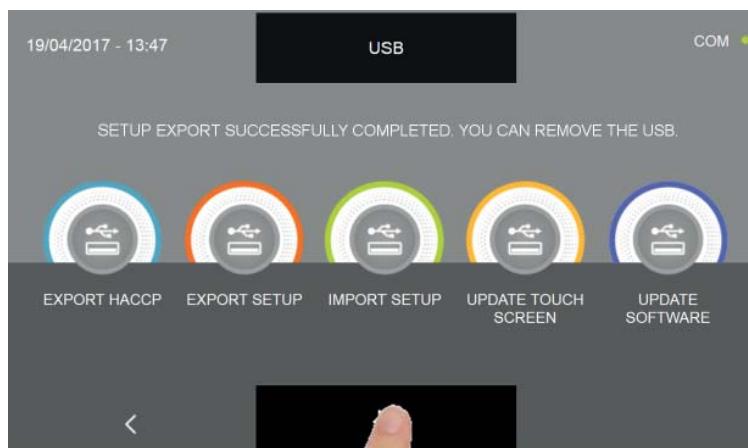 19/04/2017 - 13:47
USB
COM
SETUP EXPORT SUCCESSFULLY COMPLETED. YOU CAN REMOVE THE USB.
EXPORT HACCP
EXPORT SETUP
IMPORT SETUP
UPDATE TOUCH
SCREEN
UPDATE
SOFTWARE